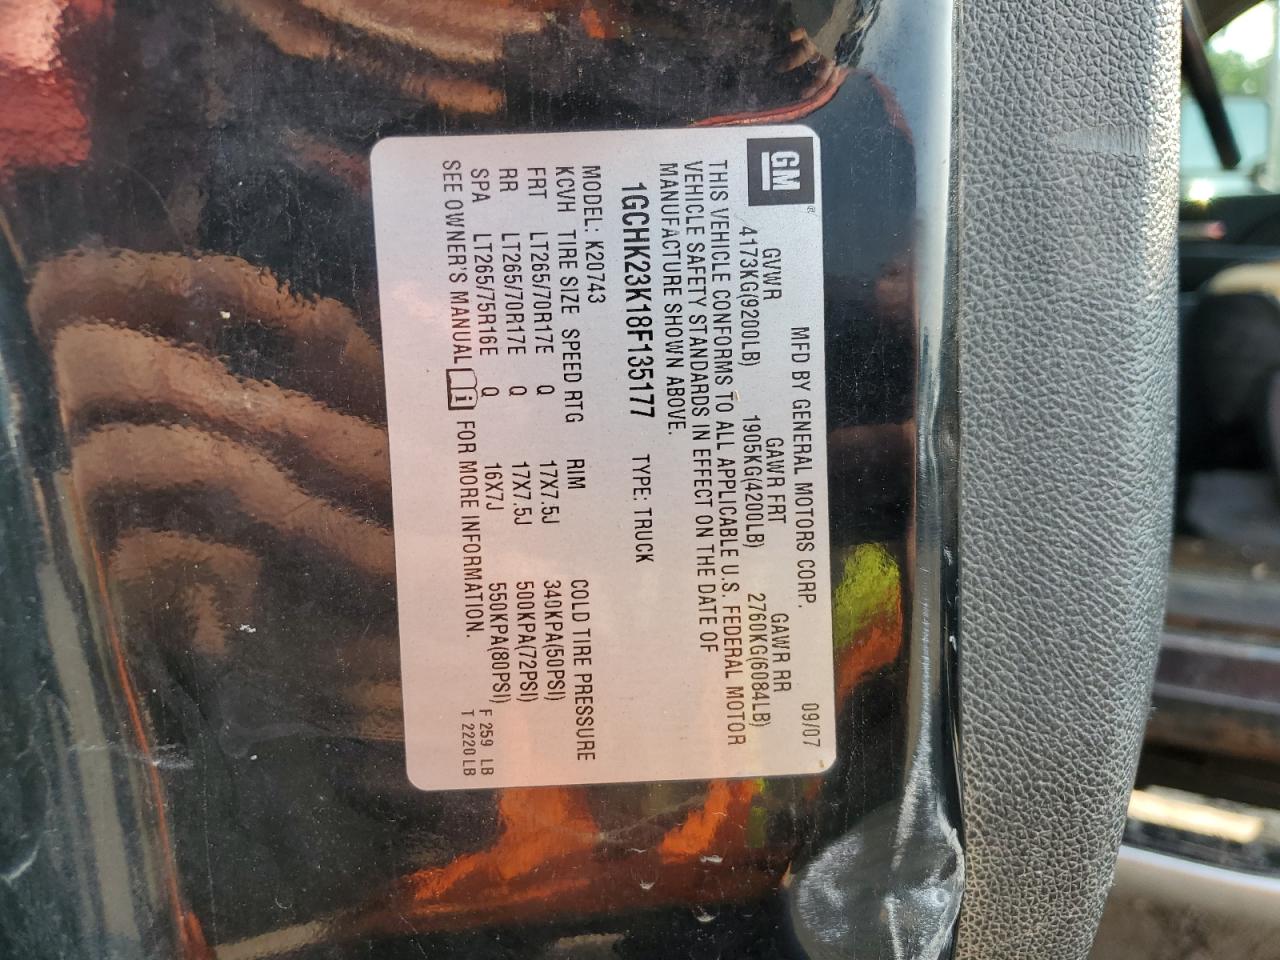 GM®
MFD BY GENERAL MOTORS CORP. 09/07
GVWR GAWR FRT GAWR RR
4173KG(9200LB) 1905KG(4200LB) 2760KG(6084LB)
THIS VEHICLE CONFORMS TO ALL APPLICABLE U.S. FEDERAL MOTOR
VEHICLE SAFETY STANDARDS IN EFFECT ON THE DATE OF
MANUFACTURE SHOWN ABOVE.
1GCHK23K18F135177 TYPE: TRUCK
MODEL: K20743
KCVH TIRE SIZE SPEED RTG RIM COLD TIRE PRESSURE
FRT LT265/70R17E Q 17X7.5J 340KPA(50PSI)
RR LT265/70R17E Q 17X7.5J 500KPA(72PSI)
SPA LT265/75R16E Q 16X7J 550KPA(80PSI) F 259 LB
SEE OWNER'S MANUAL i FOR MORE INFORMATION. T 2220 LB